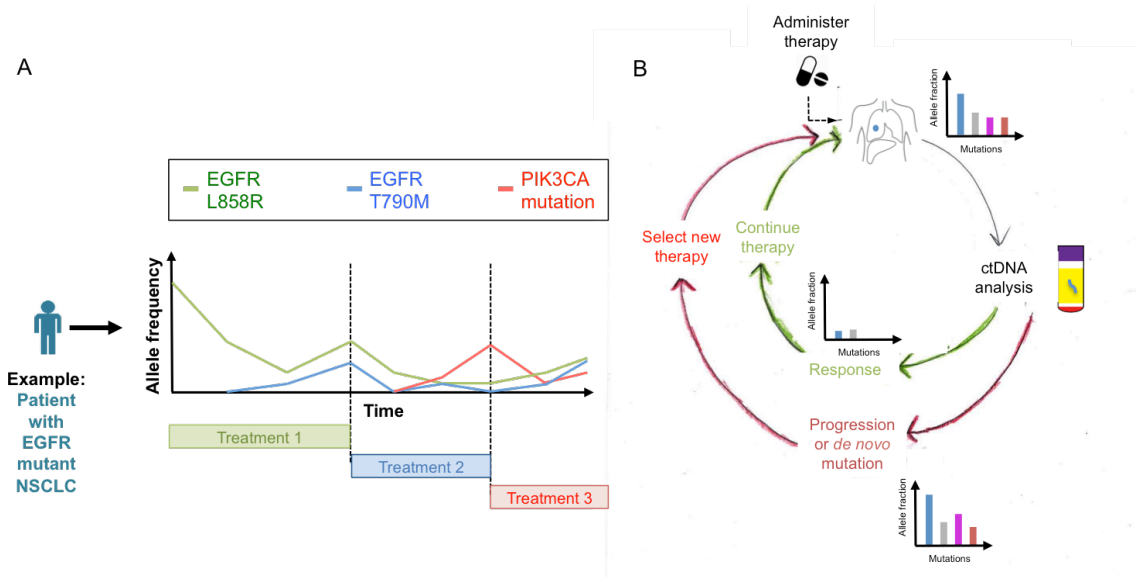 A
EGFR
L858R
EGFR
T790M
PIK3CA
mutation
Allele frequency
Time
Example:
Patient
with
EGFR
mutant
NSCLC
Treatment 1
Treatment 2
Treatment 3
B
Administer
therapy
Allele fraction
Mutations
Select new
therapy
Continue
therapy
ctDNA
analysis
Allele fraction
Mutations
Response
Progression
or de novo
mutation
Allele fraction
Mutations